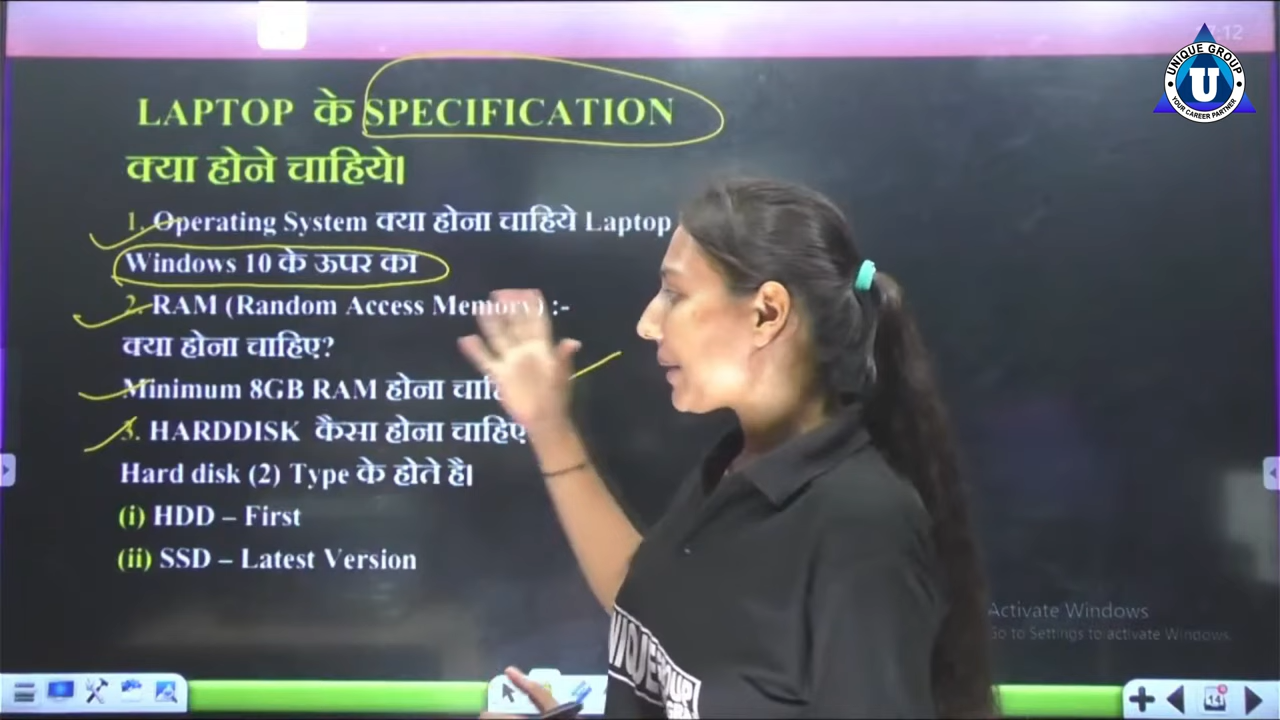 :12
UNIQUE GROUP
U
YOUR CAREER PARTNER
LAPTOP के SPECIFICATION
क्या होने चाहिये।
1. Operating System क्या होना चाहिये Laptop
Windows 10 के ऊपर का
2. RAM (Random Access Memory) :-
क्या होना चाहिए?
Minimum 8GB RAM होना
3. HARDDISK कैसा होना चाहिए
Hard disk (2) Type के होते है।
(i) HDD – First
(ii) SSD – Latest Version
Activate Windows
Go to Settings to activate Windows.